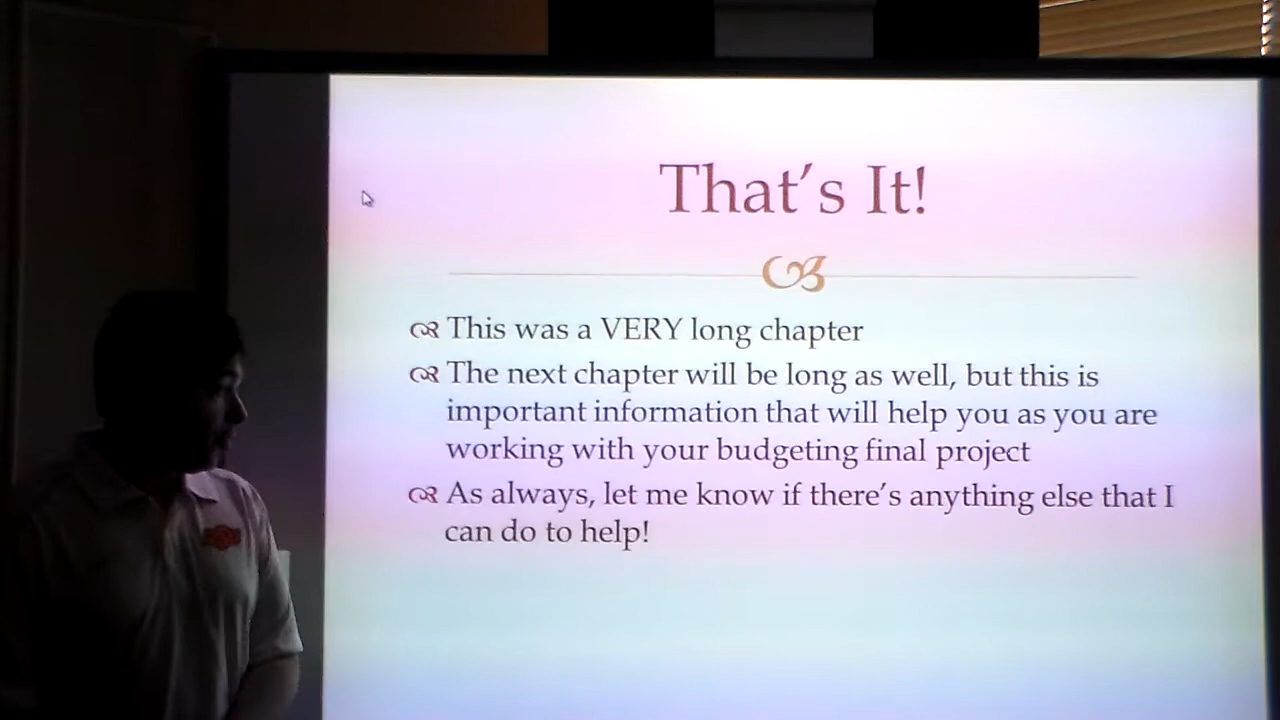 That's It!
This was a VERY long chapter
The next chapter will be long as well, but this is
important information that will help you as you are
working with your budgeting final project
As always, let me know if there's anything else that I
can do to help!